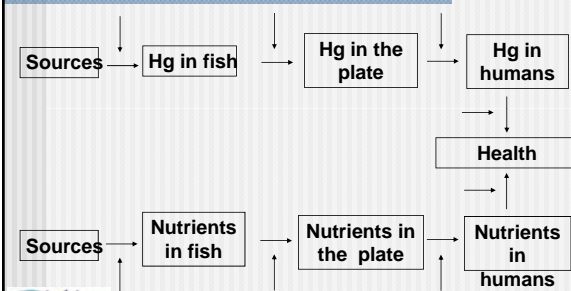 Sources
Hg in fish
Hg in the
plate
Hg in
humans
Health
Sources
Nutrients
in fish
Nutrients in
the plate
Nutrients
in
humans